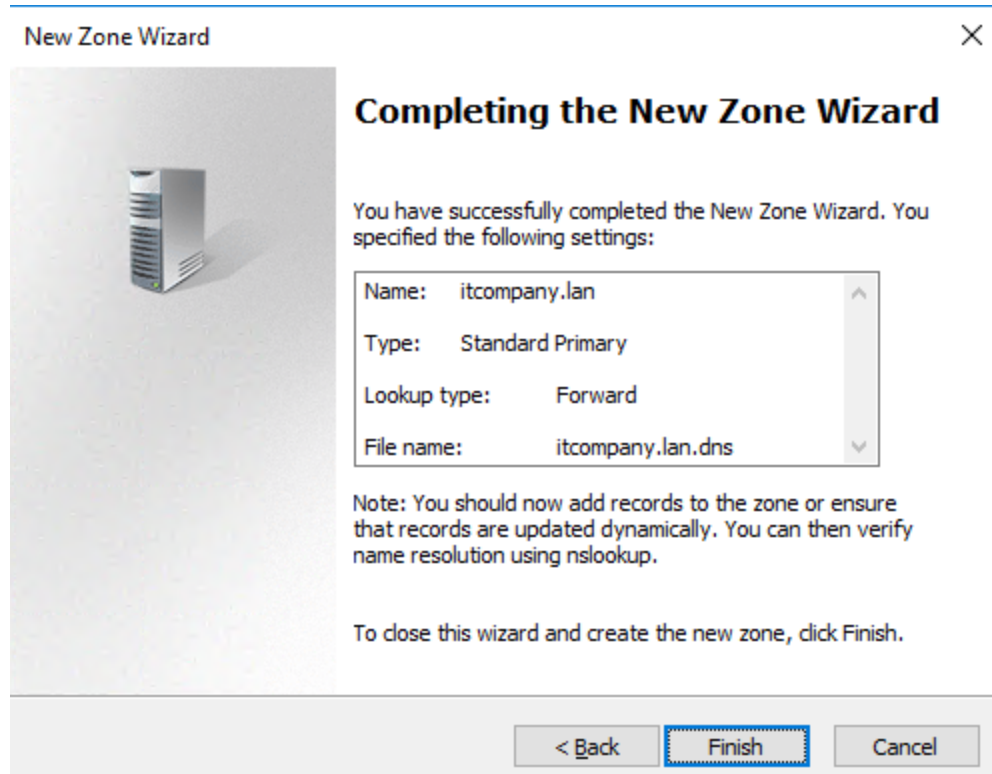 New Zone Wizard
Completing the New Zone Wizard
You have successfully completed the New Zone Wizard. You
specified the following settings:
Name: itcompany.lan
Type: Standard Primary
Lookup type: Forward
File name: itcompany.lan.dns
Note: You should now add records to the zone or ensure
that records are updated dynamically. You can then verify
name resolution using nslookup.
To close this wizard and create the new zone, click Finish.
< Back Finish Cancel